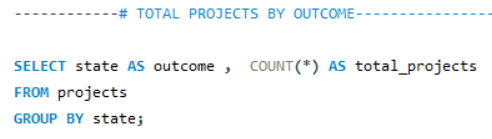 ------------# TOTAL PROJECTS BY OUTCOME----------------
SELECT state AS outcome ,  COUNT(*) AS total_projects
FROM projects
GROUP BY state;